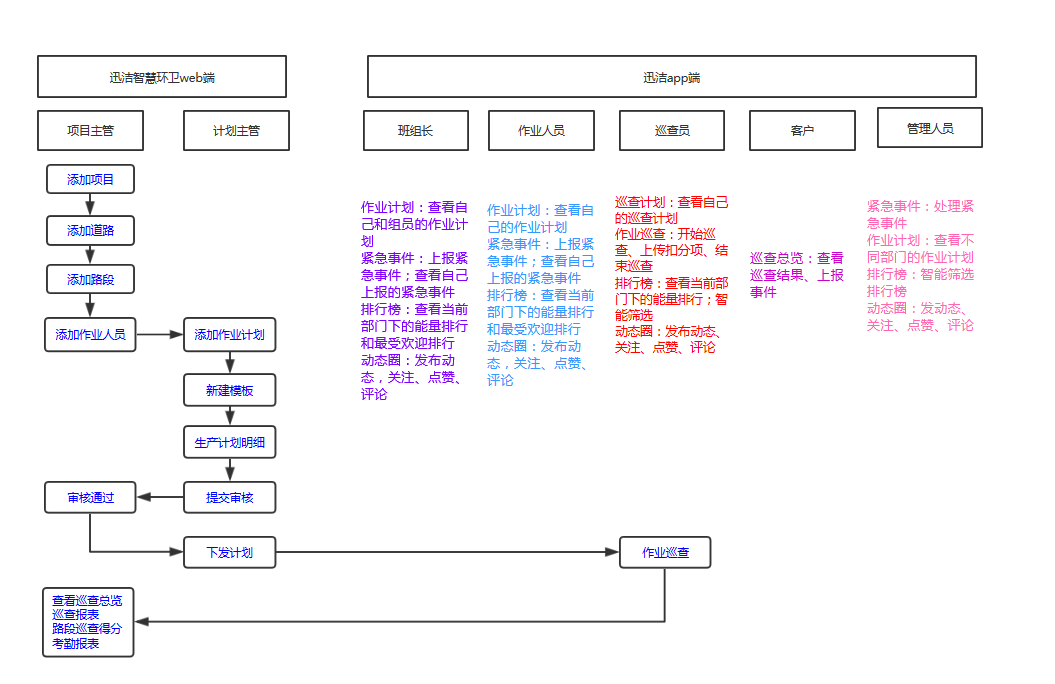 迅洁智慧环卫web端
迅洁app端
项目主管
计划主管
班组长
作业人员
巡查员
客户
管理人员
添加项目
添加道路
添加路段
添加作业人员
添加作业计划
新建模板
生产计划明细
审核通过
提交审核
下发计划
作业巡查
查看巡查总览
巡查报表
路段巡查得分
考勤报表
作业计划：查看自
己和组员的作业计
划
紧急事件：上报紧
急事件；查看自己
上报的紧急事件
排行榜：查看当前
部门下的能量排行
和最受欢迎排行
动态圈：发布动
态，关注、点赞、
评论
作业计划：查看自
己的作业计划
紧急事件：上报紧
急事件；查看自己
上报的紧急事件
排行榜：查看当前
部门下的能量排行
和最受欢迎排行
动态圈：发布动
态，关注、点赞、
评论
巡查计划：查看自己
的巡查计划
作业巡查：开始巡
查、上传扣分项、结
束巡查
排行榜：查看当前部
门下的能量排行；智
能筛选
动态圈：发布动态、
关注、点赞、评论
巡查总览：查看
巡查结果、上报
事件
紧急事件：处理紧
急事件
作业计划：查看不
同部门的作业计划
排行榜：智能筛选
排行榜
动态圈：发动态、
关注、点赞、评论